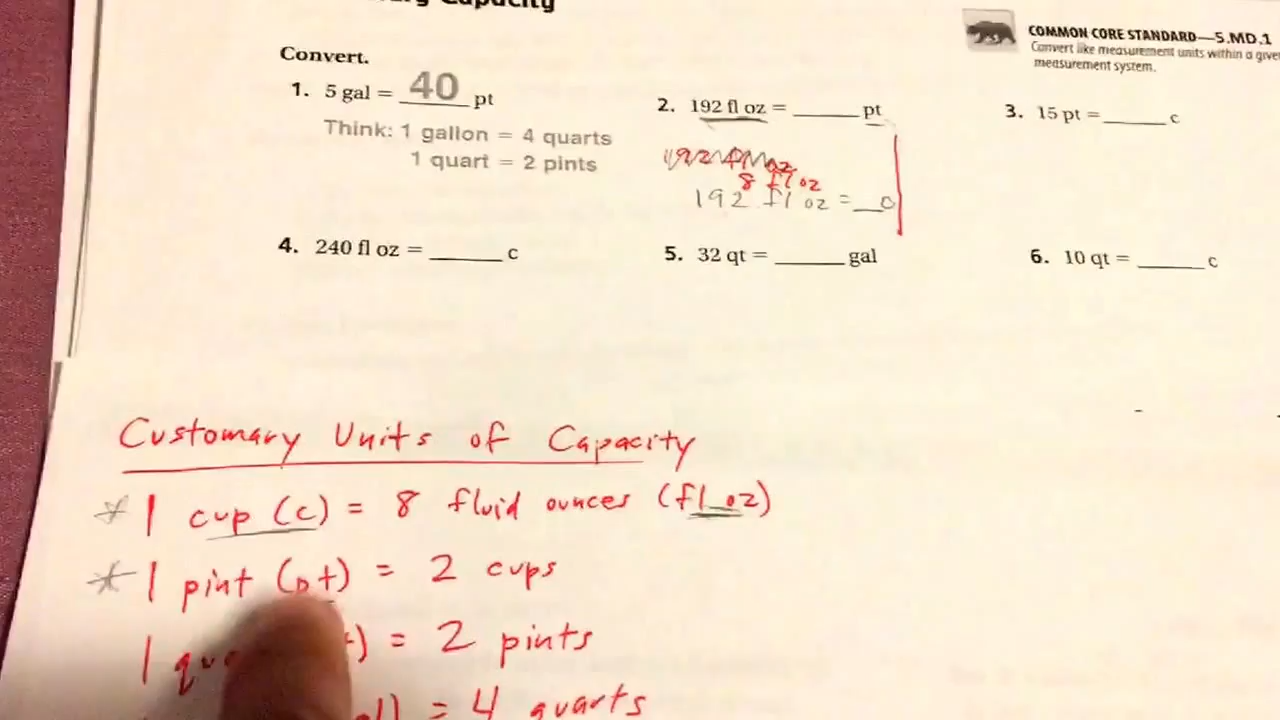 Capacity
COMMON CORE STANDARD—5.MD.1
Convert like measurement units within a
measurement system.
Convert.
1. 5 gal = 40 pt
Think: 1 gallon = 4 quarts
1 quart = 2 pints
2. 192 fl oz = ______ pt
8 fl oz
192 fl oz = __ c
3. 15 pt = ______ c
4. 240 fl oz = ______ c
5. 32 qt = ______ gal
6. 10 qt = ______ c
Customary Units of Capacity
* 1 cup (c) = 8 fluid ounces (fl oz)
* 1 pint (pt) = 2 cups
1 = 2 pints
= 4 quarts